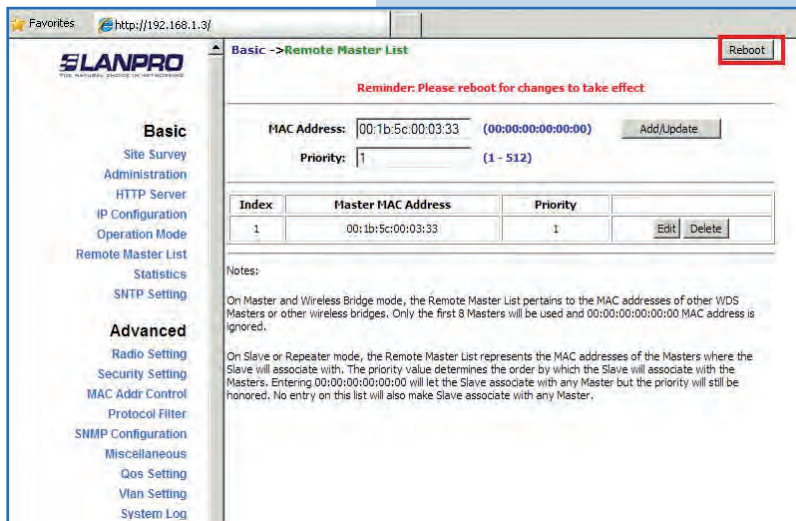 Favorites
http://192.168.1.3/
LANPRO
THE NATURAL CHOICE IN NETWORKING
Basic
Site Survey
Administration
HTTP Server
IP Configuration
Operation Mode
Remote Master List
Statistics
SNTP Setting
Advanced
Radio Setting
Security Setting
MAC Addr Control
Protocol Filter
SNMP Configuration
Miscellaneous
Qos Setting
Vlan Setting
System Log
Basic ->Remote Master List
Reboot
Reminder: Please reboot for changes to take effect
MAC Address: 00:1b:5c:00:03:33 (00:00:00:00:00:00) Add/Update
Priority: 1 (1 - 512)
Index Master MAC Address Priority
1 00:1b:5c:00:03:33 1 Edit Delete
Notes:
On Master and Wireless Bridge mode, the Remote Master List pertains to the MAC addresses of other WDS
Masters or other wireless bridges. Only the first 8 Masters will be used and 00:00:00:00:00:00 MAC address is
ignored.
On Slave or Repeater mode, the Remote Master List represents the MAC addresses of the Masters where the
Slave will associate with. The priority value determines the order by which the Slave will associate with the
Masters. Entering 00:00:00:00:00:00 will let the Slave associate with any Master but the priority will still be
honored. No entry on this list will also make Slave associate with any Master.